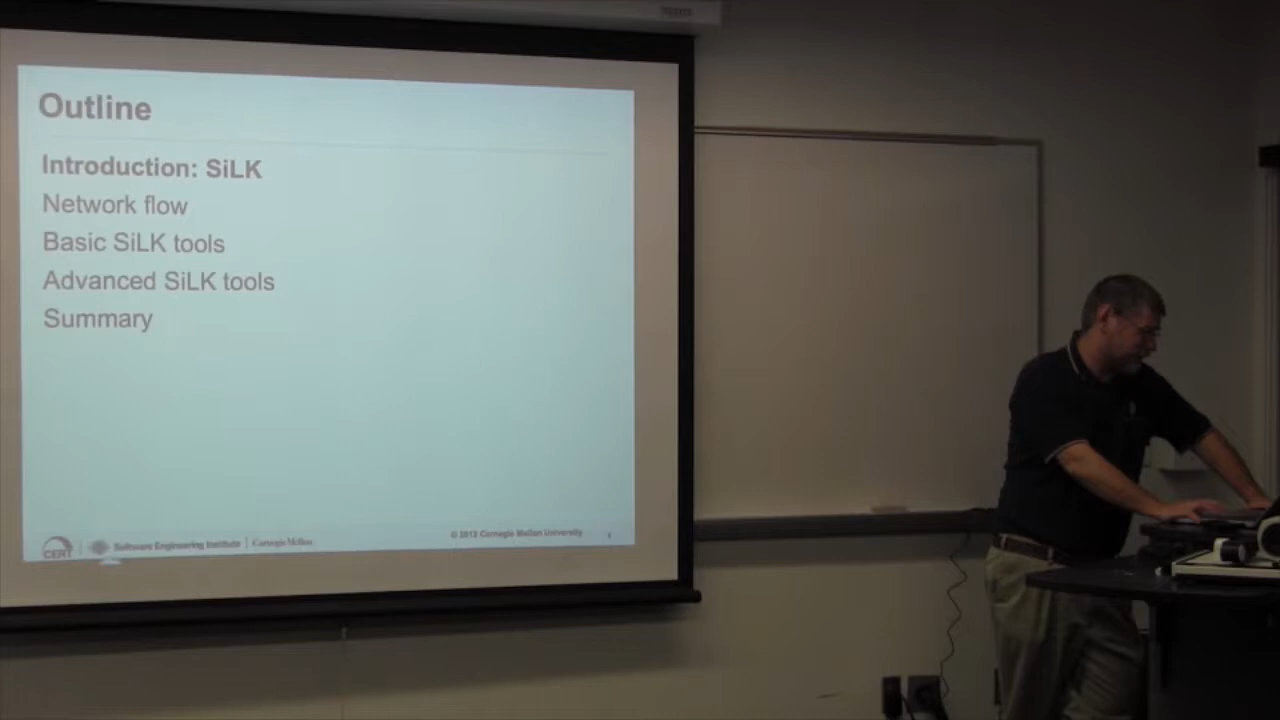 Outline
Introduction: SiLK
Network flow
Basic SiLK tools
Advanced SiLK tools
Summary
CERT Software Engineering Institute Carnegie Mellon
© 2012 Carnegie Mellon University